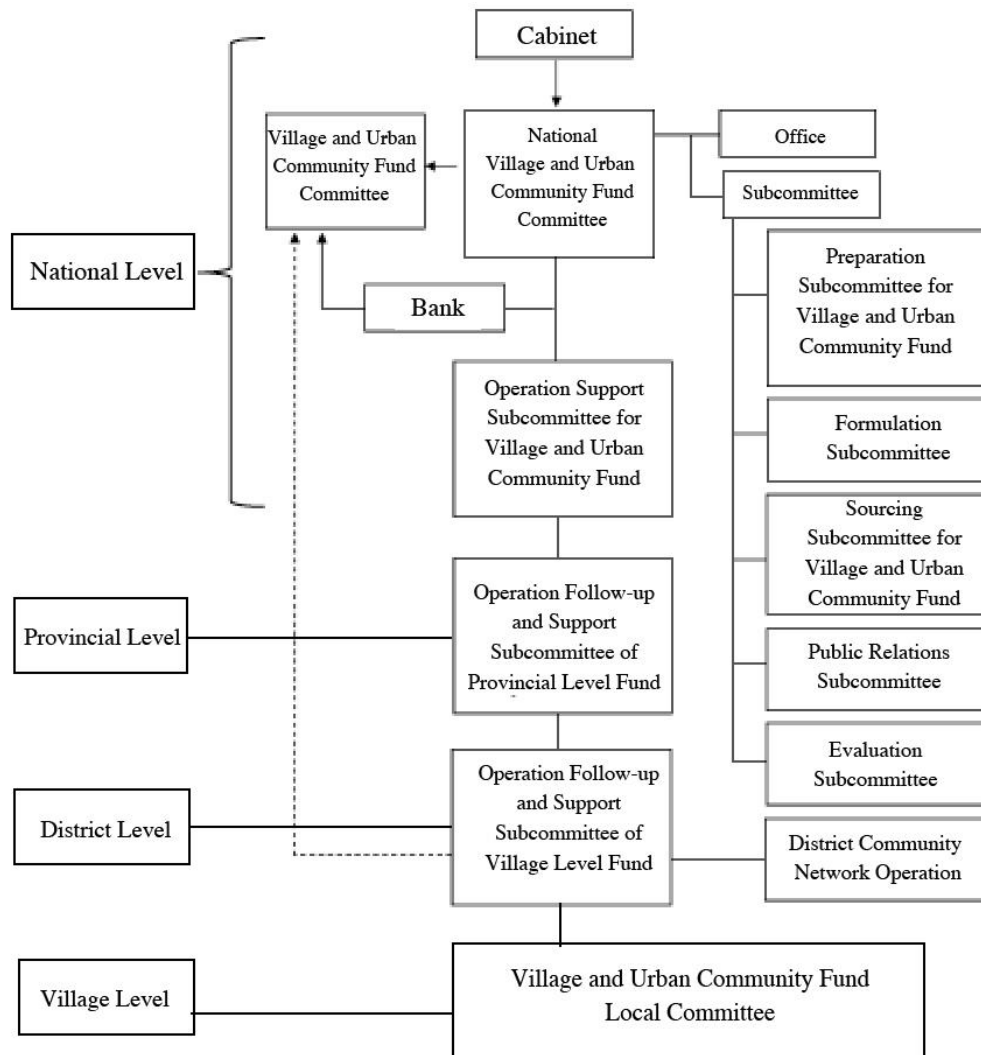 Cabinet
Village and Urban
Community Fund
Committee
National
Village and Urban
Community Fund
Committee
Office
Subcommittee
National Level
Bank
Preparation
Subcommittee for
Village and Urban
Community Fund
Operation Support
Subcommittee for
Village and Urban
Community Fund
Formulation
Subcommittee
Sourcing
Subcommittee for
Village and Urban
Community Fund
Provincial Level
Operation Follow-up
and Support
Subcommittee of
Provincial Level Fund
Public Relations
Subcommittee
Evaluation
Subcommittee
District Level
Operation Follow-up
and Support
Subcommittee of
Village Level Fund
District Community
Network Operation
Village Level
Village and Urban Community Fund
Local Committee